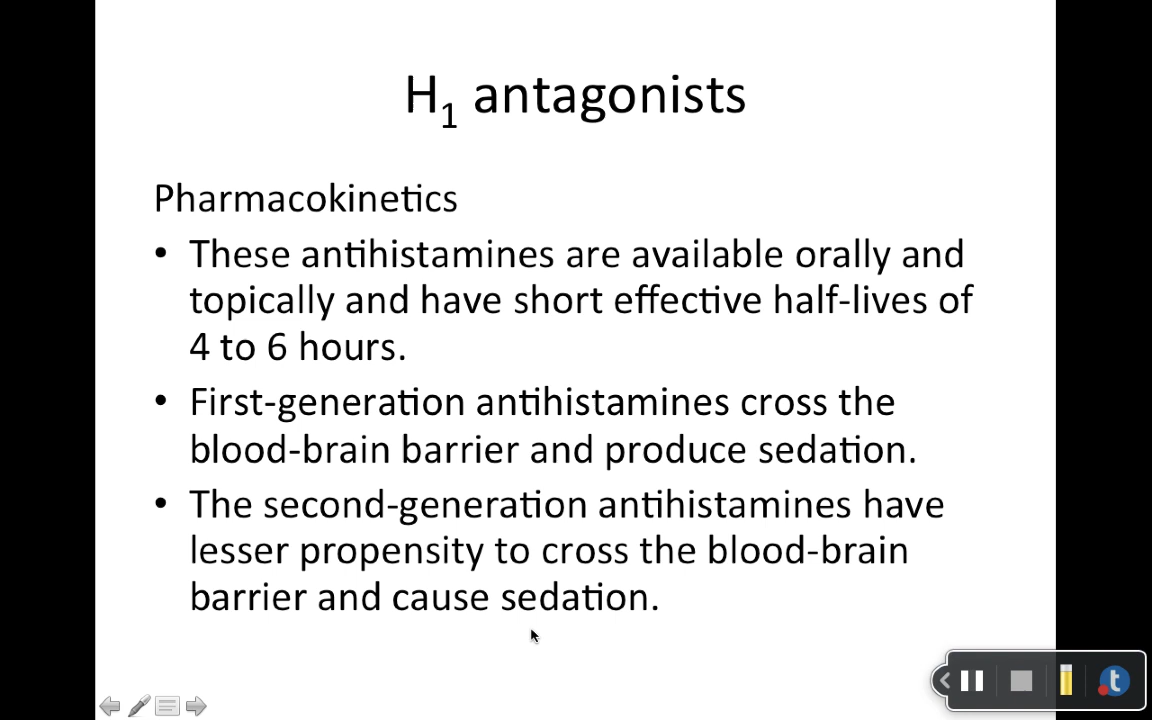 H₁ antagonists
Pharmacokinetics
• These antihistamines are available orally and
topically and have short effective half-lives of
4 to 6 hours.
• First-generation antihistamines cross the
blood-brain barrier and produce sedation.
• The second-generation antihistamines have
lesser propensity to cross the blood-brain
barrier and cause sedation.
t